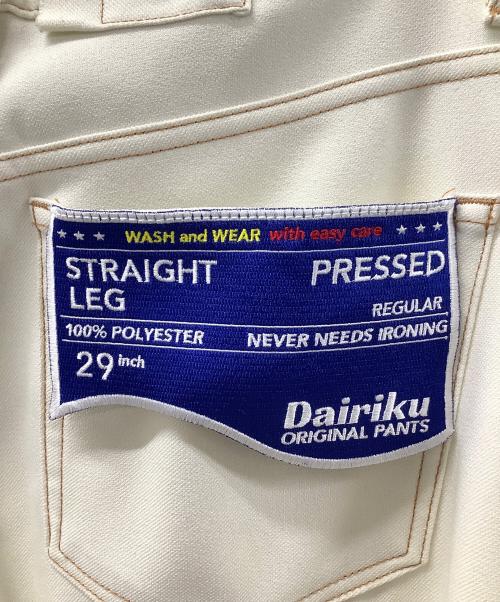 ★ ★ ★ WASH and WEAR with easy care ★ ★ ★
STRAIGHT LEG
PRESSED
REGULAR
100% POLYESTER NEVER NEEDS IRONING
29 inch
Dairiku
ORIGINAL PANTS